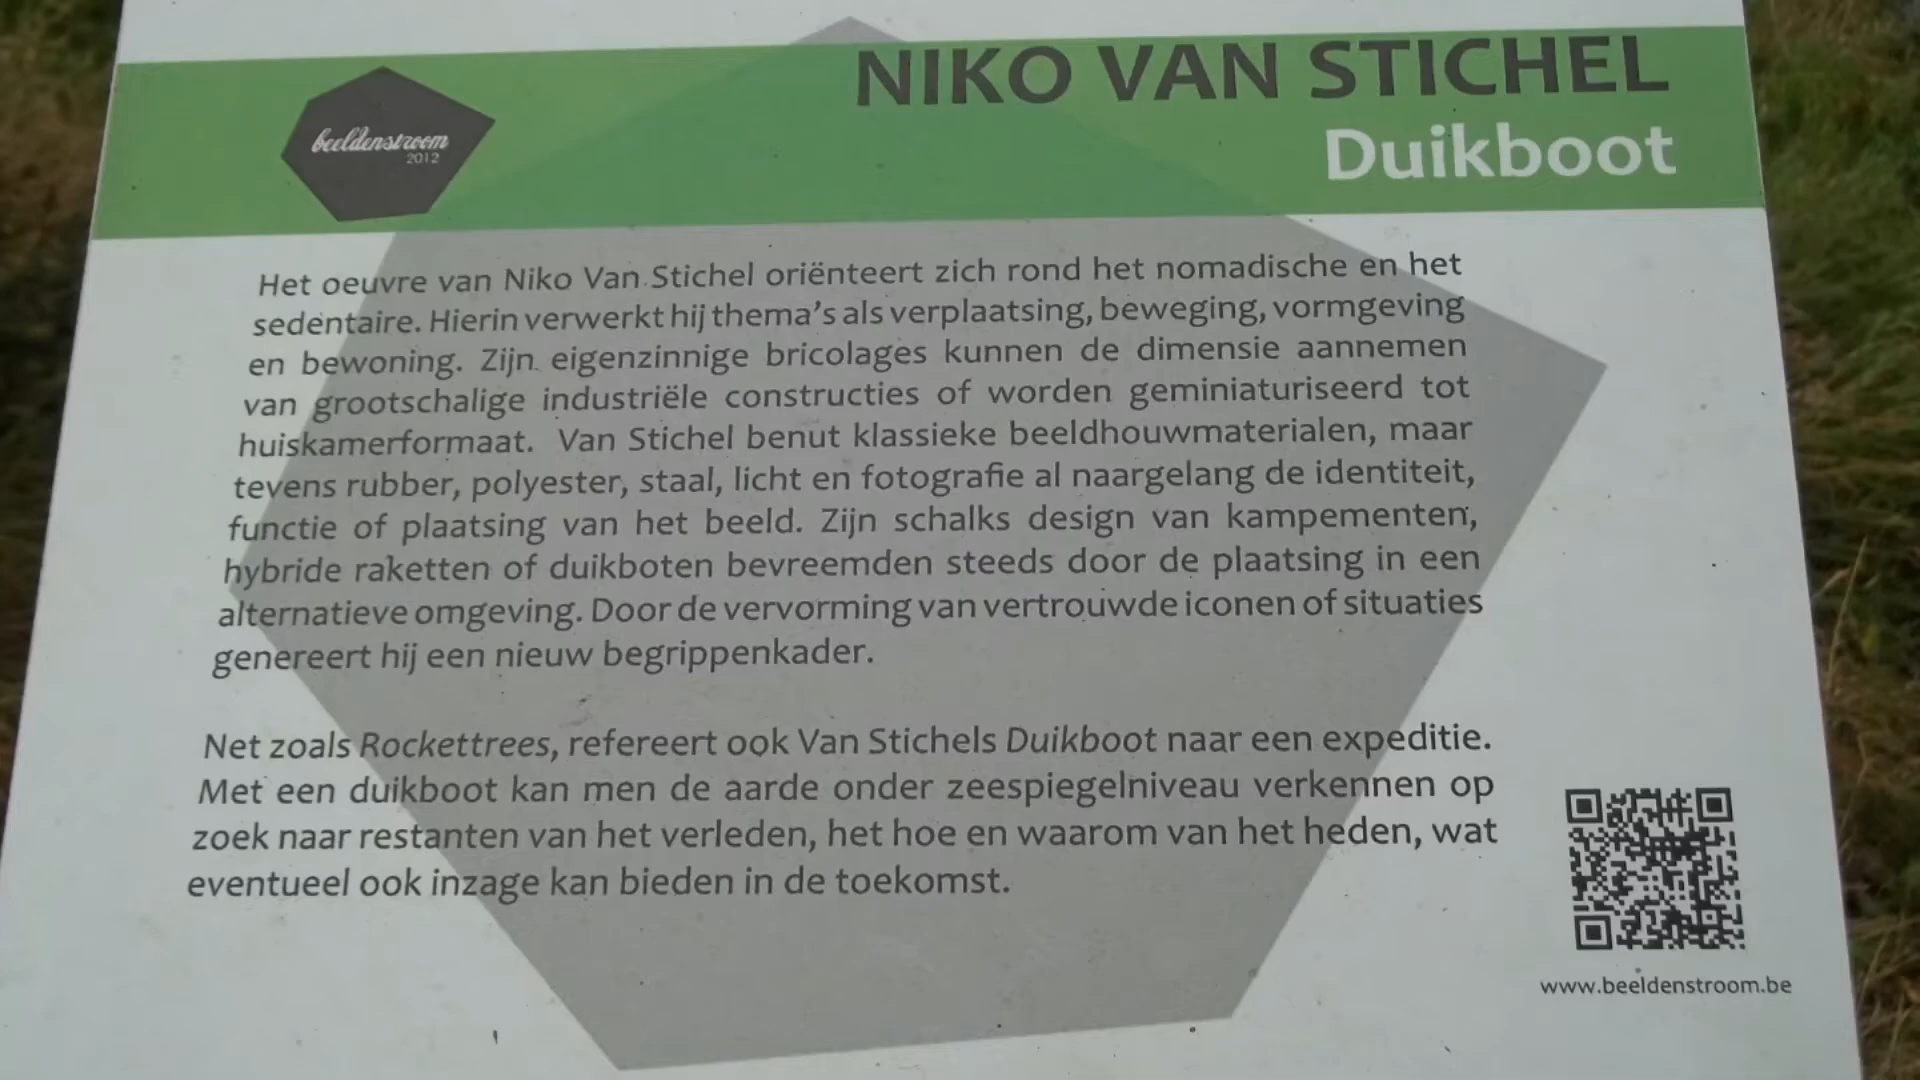 NIKO VAN STICHEL
Duikboot
beeldenstroom
2012
Het oeuvre van Niko Van Stichel oriënteert zich rond het nomadische en het
sedentaire. Hierin verwerkt hij thema's als verplaatsing, beweging, vormgeving
en bewoning. Zijn eigenzinnige bricolages kunnen de dimensie aannemen
van grootschalige industriële constructies of worden geminiaturiseerd tot
huiskamerformaat. Van Stichel benut klassieke beeldhouwmaterialen, maar
tevens rubber, polyester, staal, licht en fotografie al naargelang de identiteit,
functie of plaatsing van het beeld. Zijn schalks design van kampementen,
hybride raketten of duikboten bevreemden steeds door de plaatsing in een
alternatieve omgeving. Door de vervorming van vertrouwde iconen of situaties
genereert hij een nieuw begrippenkader.
Net zoals Rockettrees, refereert ook Van Stichels Duikboot naar een expeditie.
Met een duikboot kan men de aarde onder zeespiegelniveau verkennen op
zoek naar restanten van het verleden, het hoe en waarom van het heden, wat
eventueel ook inzage kan bieden in de toekomst.
www.beeldenstroom.be